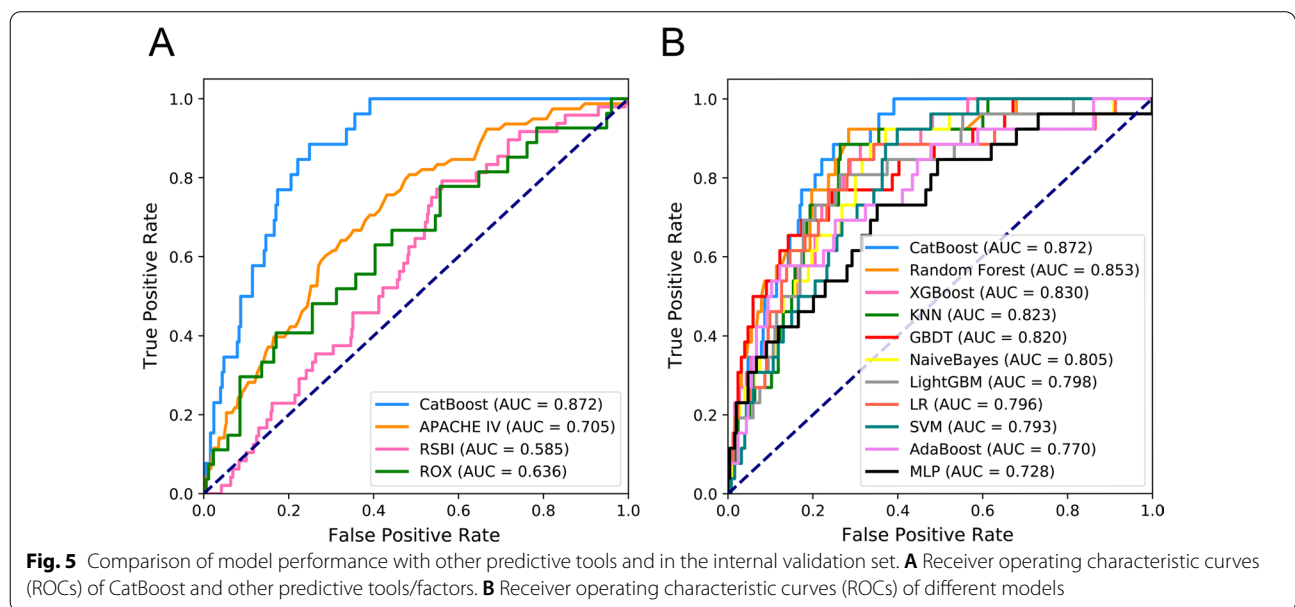 A
1.0
0.8
0.6
0.4
0.2
0.0
True Positive Rate
0.0 0.2 0.4 0.6 0.8 1.0
False Positive Rate
CatBoost (AUC = 0.872)
APACHE IV (AUC = 0.705)
RSBI (AUC = 0.585)
ROX (AUC = 0.636)
B
1.0
0.8
0.6
0.4
0.2
0.0
True Positive Rate
0.0 0.2 0.4 0.6 0.8 1.0
False Positive Rate
CatBoost (AUC = 0.872)
Random Forest (AUC = 0.853)
XGBoost (AUC = 0.830)
KNN (AUC = 0.823)
GBDT (AUC = 0.820)
NaiveBayes (AUC = 0.805)
LightGBM (AUC = 0.798)
LR (AUC = 0.796)
SVM (AUC = 0.793)
AdaBoost (AUC = 0.770)
MLP (AUC = 0.728)
Fig. 5 Comparison of model performance with other predictive tools and in the internal validation set. A Receiver operating characteristic curves
(ROCs) of CatBoost and other predictive tools/factors. B Receiver operating characteristic curves (ROCs) of different models